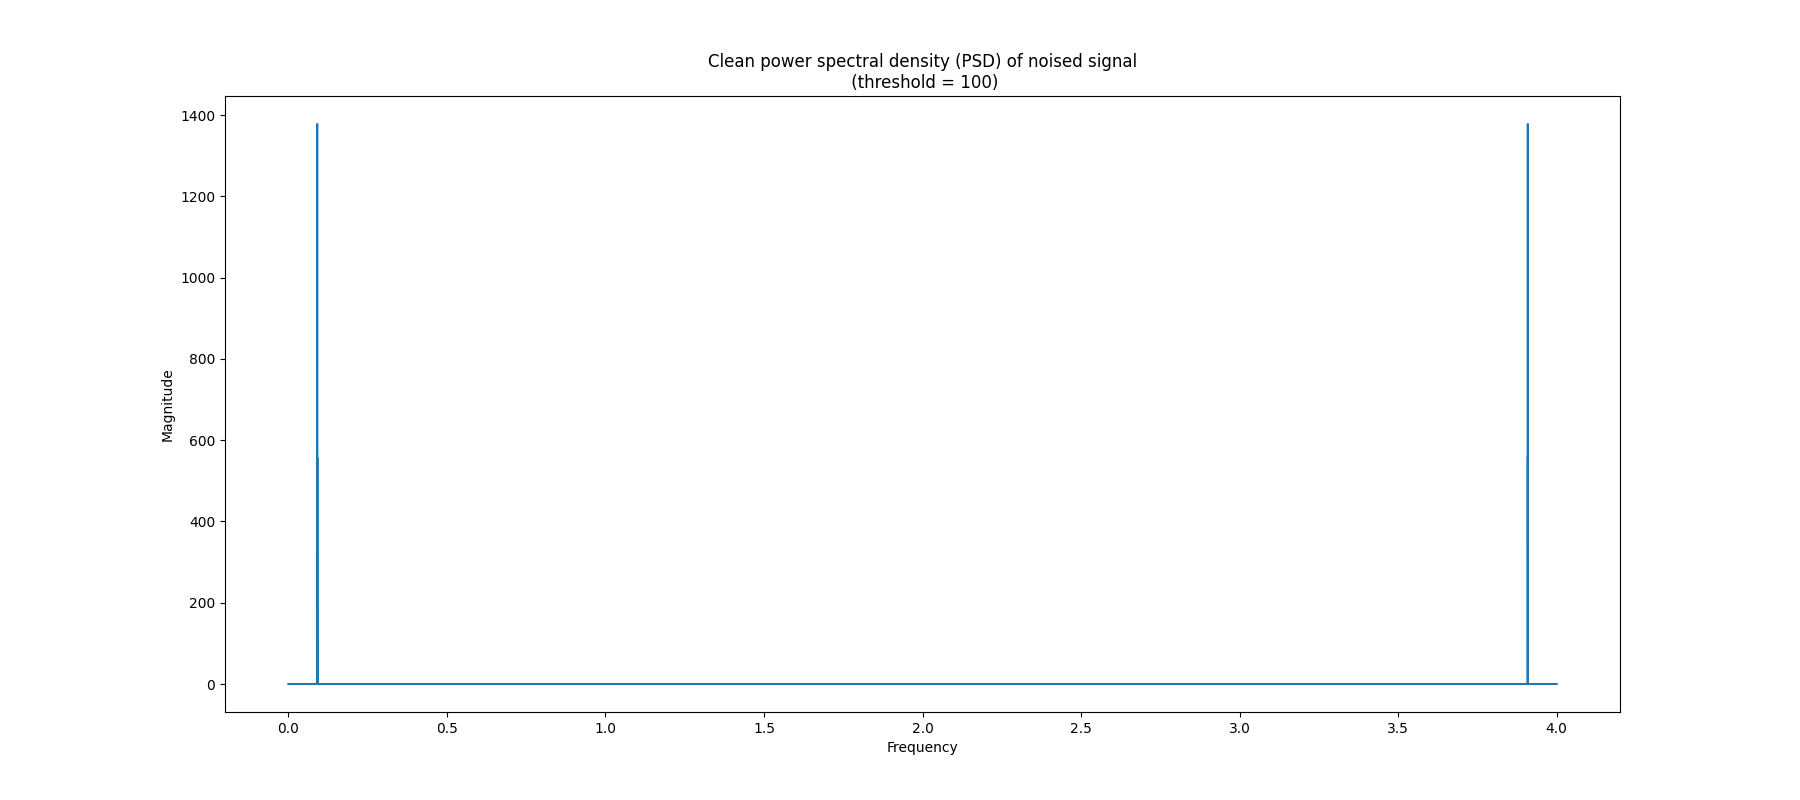 Clean power spectral density (PSD) of noised signal
(threshold = 100)
1400
1200
1000
800
600
400
200
0
Magnitude
0.0 0.5 1.0 1.5 2.0 2.5 3.0 3.5 4.0
Frequency